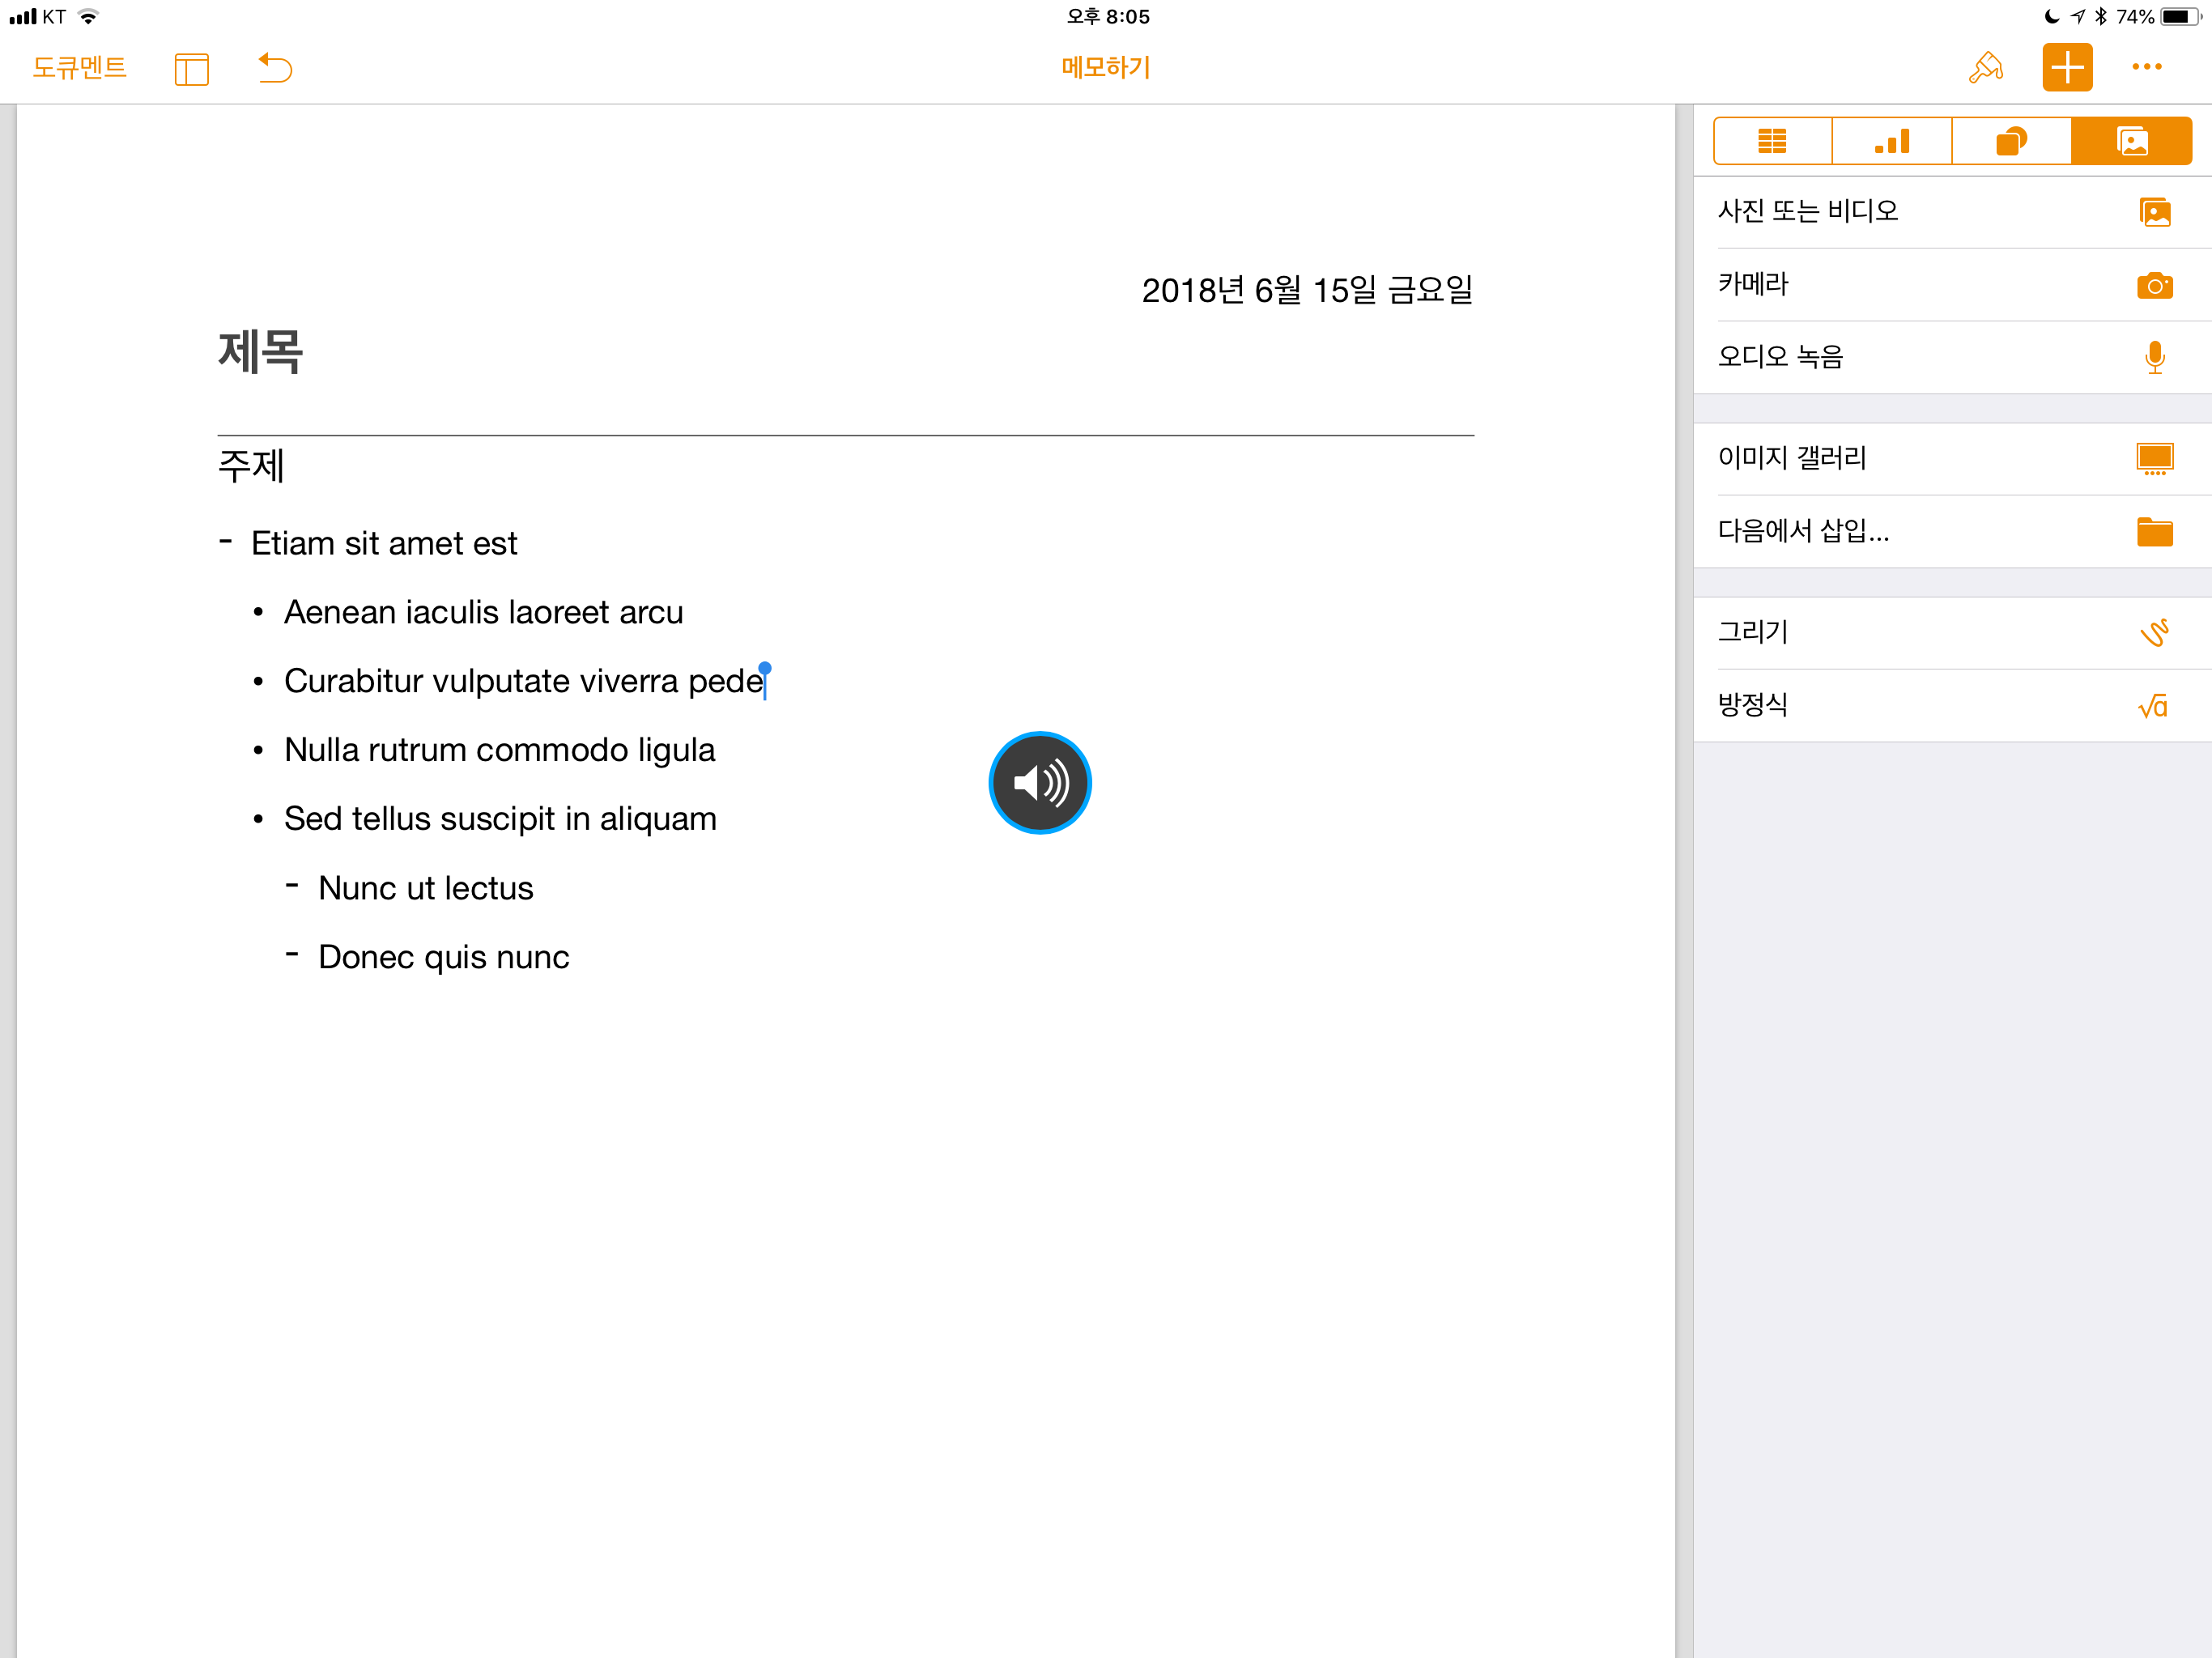 KT 오후 8:05 74%
도큐멘트 메모하기
2018년 6월 15일 금요일
제목
주제
- Etiam sit amet est
• Aenean iaculis laoreet arcu
• Curabitur vulputate viverra pede
• Nulla rutrum commodo ligula
• Sed tellus suscipit in aliquam
- Nunc ut lectus
- Donec quis nunc
사진 또는 비디오
카메라
오디오 녹음
이미지 갤러리
다음에서 삽입...
그리기
방정식
√a